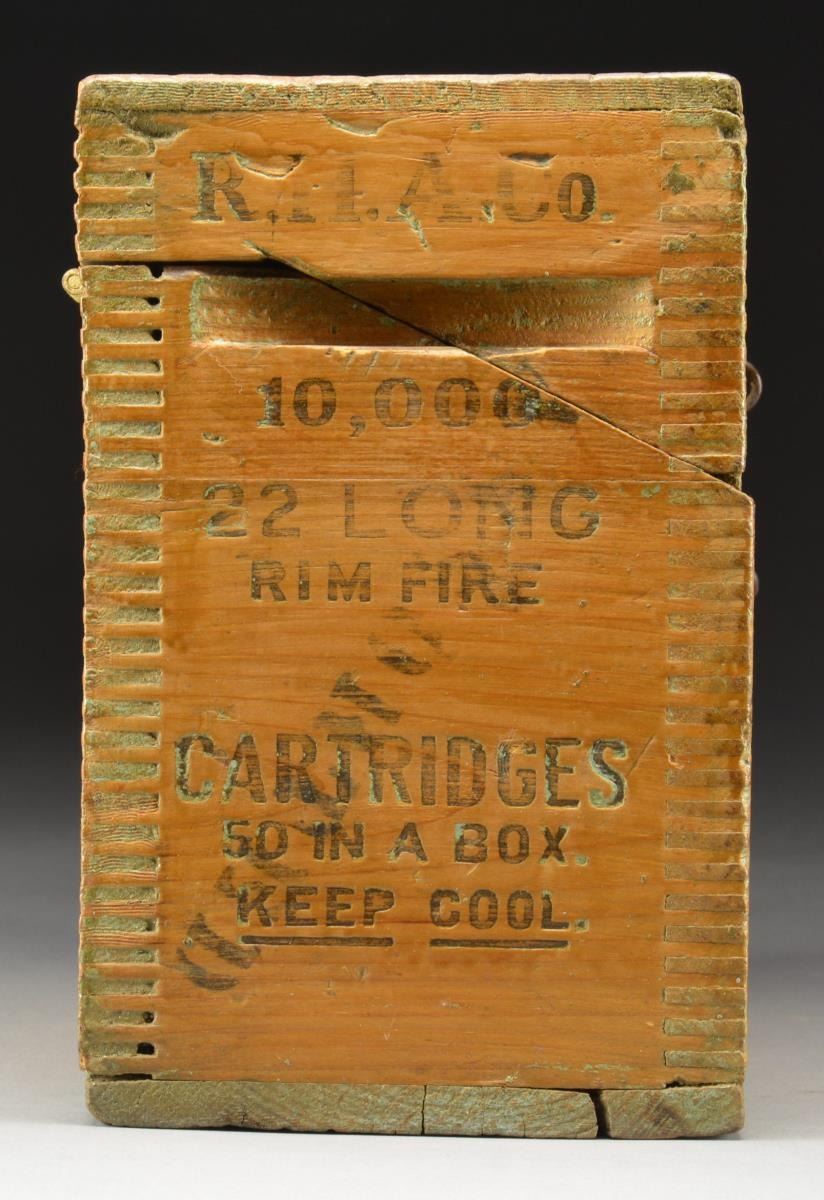 R.H.A.Co.
10,000
22 LONG
RIM FIRE
CARTRIDGES
50 IN A BOX.
KEEP COOL.